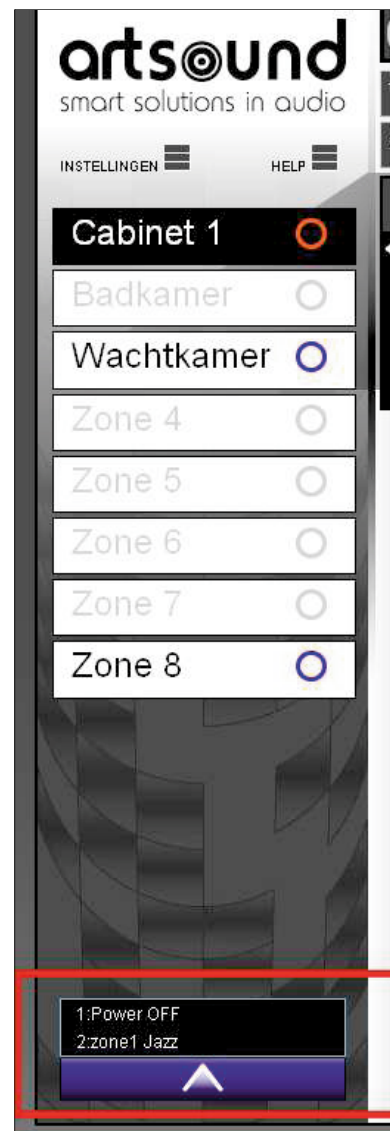 artsound
smart solutions in audio
INSTELLINGEN HELP
Cabinet 1
Badkamer
Wachtkamer
Zone 4
Zone 5
Zone 6
Zone 7
Zone 8
1:Power OFF
2:zone1 Jazz